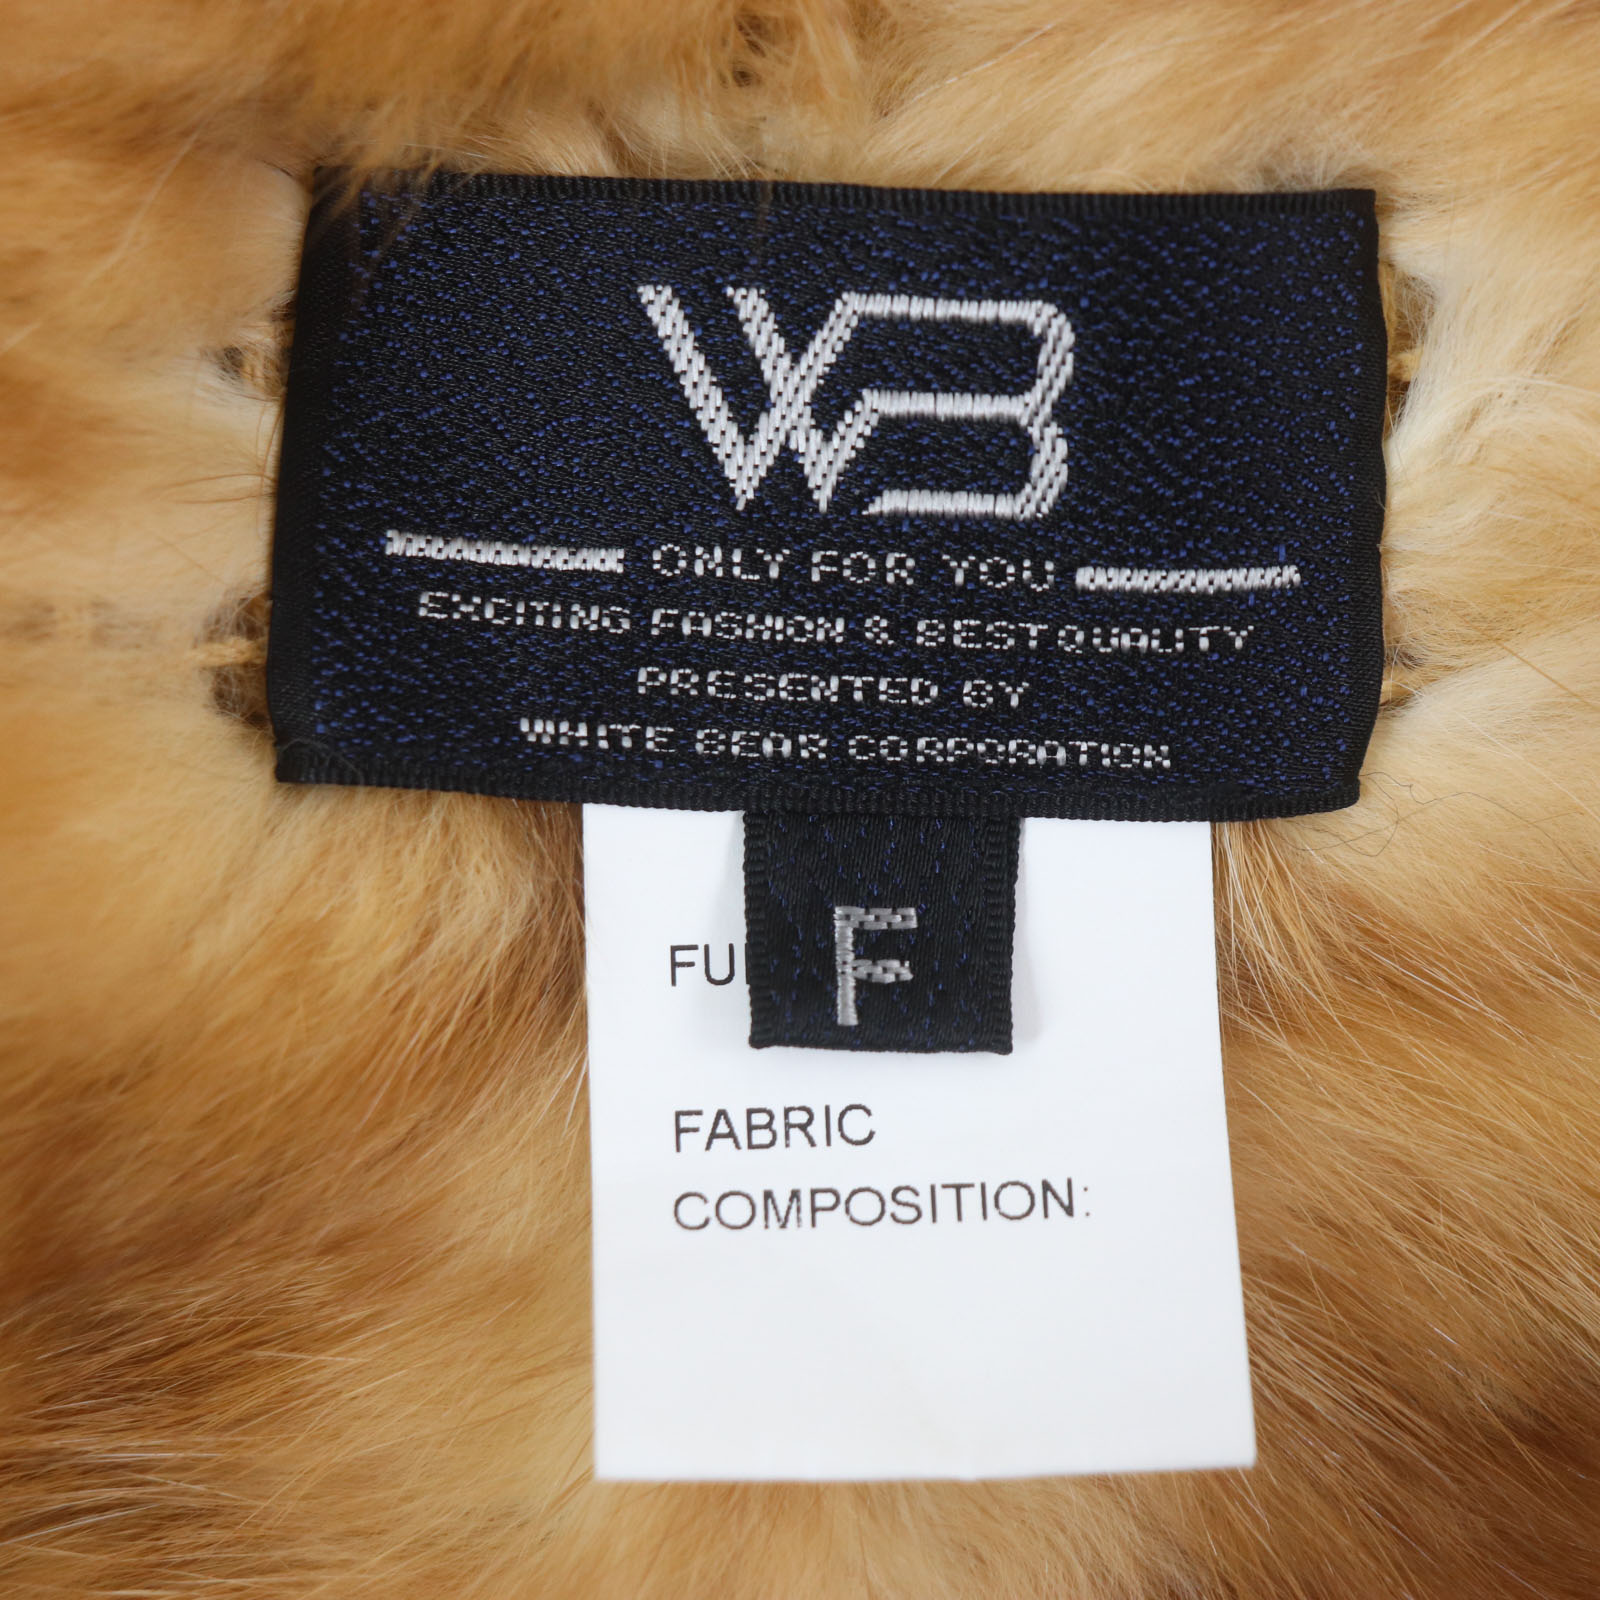 WB
ONLY FOR YOU
EXCITING FASHION & BEST QUALITY
PRESENTED BY
WHITE BEAR CORPORATION
F
FABRIC
COMPOSITION: